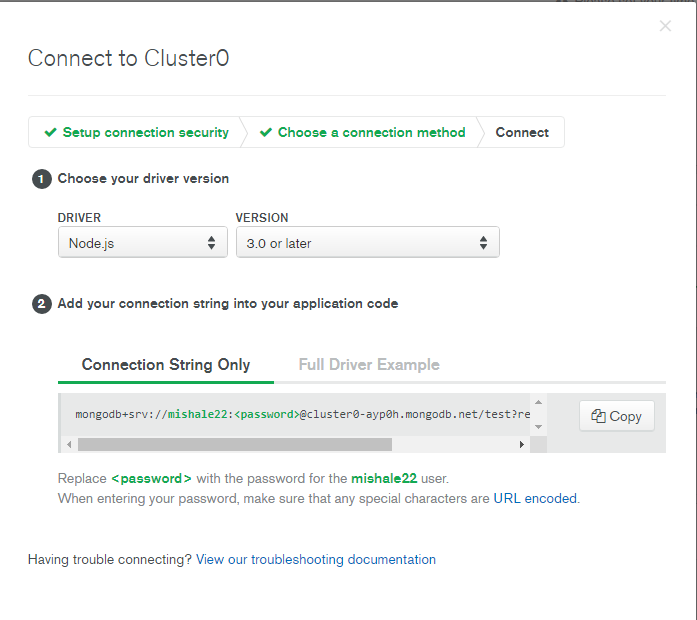 Connect to Cluster0
Setup connection security Choose a connection method Connect
1 Choose your driver version
DRIVER VERSION
Node.js 3.0 or later
2 Add your connection string into your application code
Connection String Only Full Driver Example
mongodb+srv://mishale22:<password>@cluster0-ayp0h.mongodb.net/test?re
Copy
Replace <password> with the password for the mishale22 user.
When entering your password, make sure that any special characters are URL encoded.
Having trouble connecting? View our troubleshooting documentation